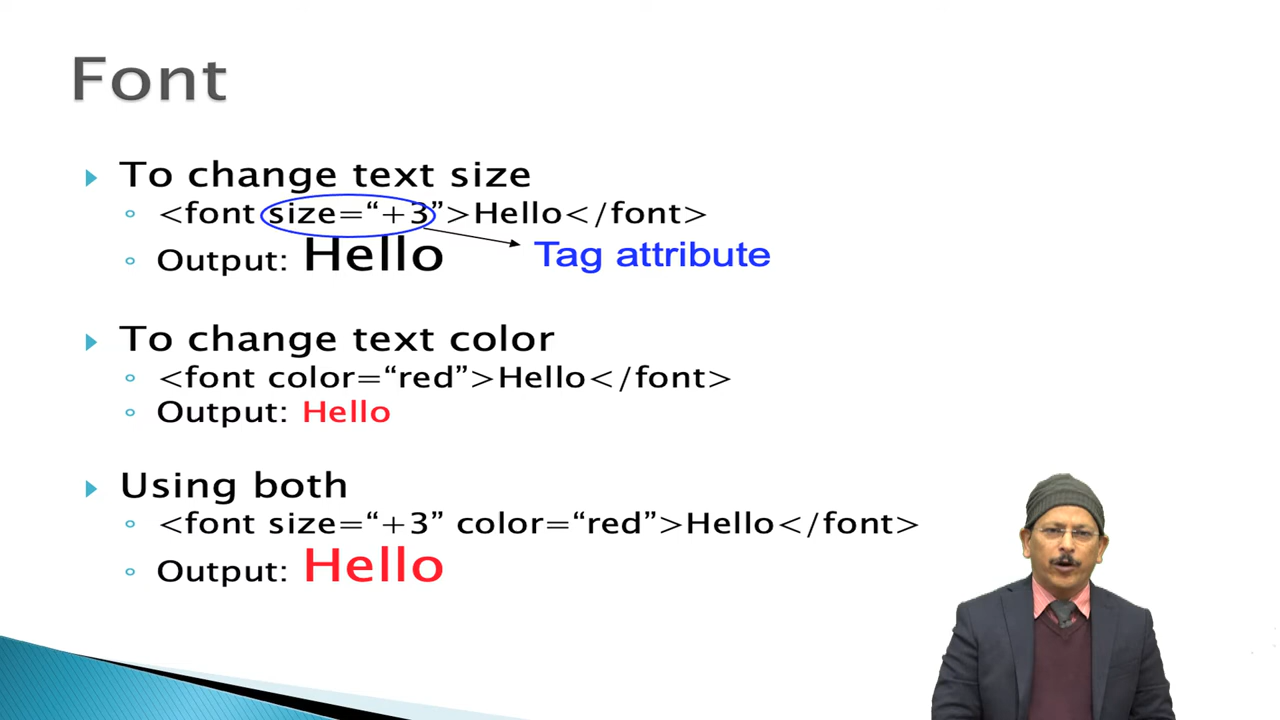 Font
To change text size
<font size=“+3”>Hello</font>
Output: Hello
Tag attribute
To change text color
<font color=“red”>Hello</font>
Output: Hello
Using both
<font size=“+3” color=“red”>Hello</font>
Output: Hello